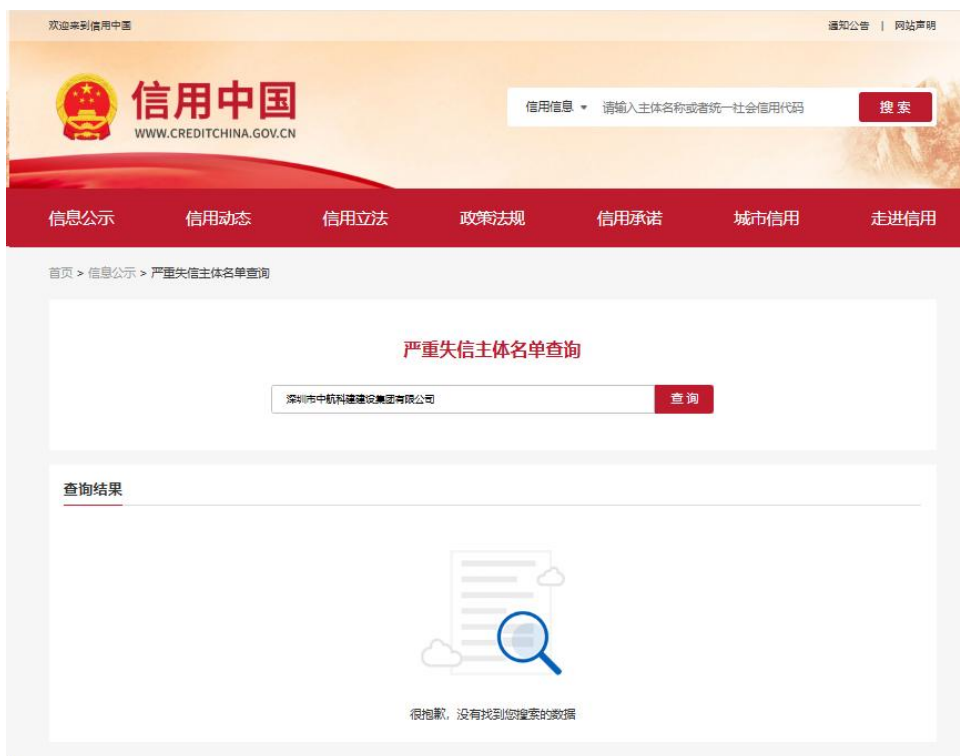 欢迎来到信用中国
通知公告 | 网站声明
信用中国
WWW.CREDITCHINA.GOV.CN
信用信息 请输入主体名称或者统一社会信用代码 搜索
信息公示 信用动态 信用立法 政策法规 信用承诺 城市信用 走进信用
首页 > 信息公示 > 严重失信主体名单查询
严重失信主体名单查询
深圳市中航科建建设集团有限公司 查询
查询结果
很抱歉，没有找到您搜索的数据